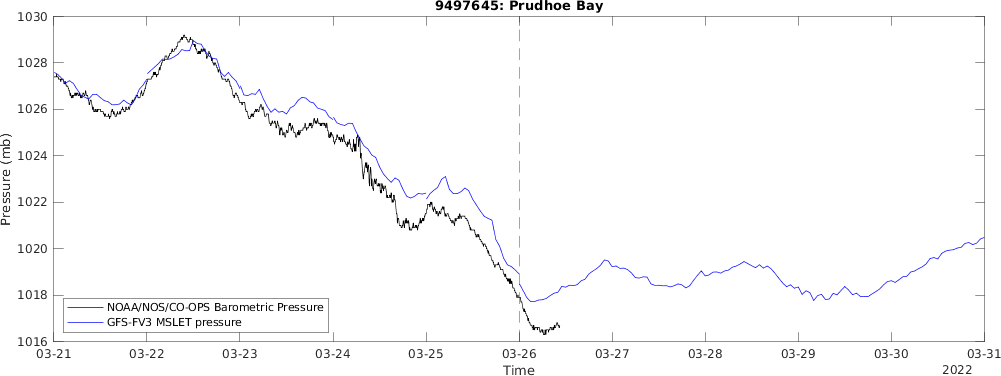 9497645: Prudhoe Bay
1030
1028
1026
1024
1022
1020
1018
1016
Pressure (mb)
NOAA/NOS/CO-OPS Barometric Pressure
GFS-FV3 MSLET pressure
03-21 03-22 03-23 03-24 03-25 03-26 03-27 03-28 03-29 03-30 03-31
Time
2022